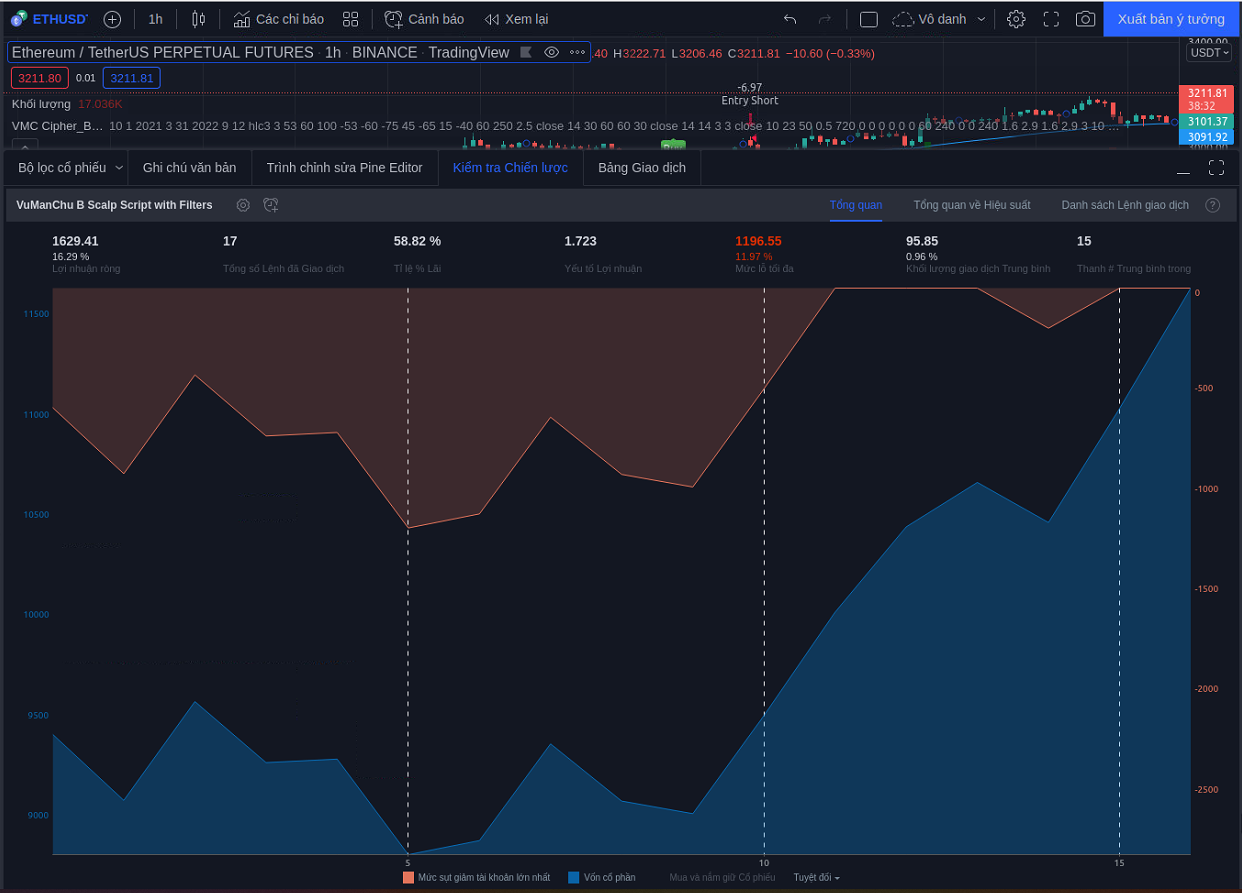 ETHUSDT 1h Các chỉ báo Cảnh báo Xem lại Vô danh Xuất bản ý tưởng
Ethereum / TetherUS PERPETUAL FUTURES · 1h · BINANCE · TradingView .40 H3222.71 L3206.46 C3211.81 −10.60 (−0.33%)
3400.00
USDT
3211.80 0.01 3211.81
-6.97
Entry Short
3211.81
38:32
Khối lượng 17.036K
3101.37
VMC Cipher_B... 10 1 2021 3 31 2022 9 12 hlc3 3 53 60 100 -53 -60 -75 45 -65 15 -40 60 250 2.5 close 14 30 60 60 30 close 14 14 3 3 close 10 23 50 0.5 720 0 0 0 0 0 0 60 240 0 0 240 1.6 2.9 1.6 2.9 3 10 ...
3091.92
Buy
3000.00
Bộ lọc cổ phiếu Ghi chú văn bản Trình chỉnh sửa Pine Editor Kiểm tra Chiến lược Bảng Giao dịch
VuManChu B Scalp Script with Filters Tổng quan Tổng quan về Hiệu suất Danh sách Lệnh giao dịch ?
1629.41 17 58.82 % 1.723 1196.55 95.85 15
16.29 % 11.97 % 0.96 %
Lợi nhuận ròng Tổng số Lệnh đã Giao dịch Tỉ lệ % Lãi Yếu tố Lợi nhuận Mức lỗ tối đa Khối lượng giao dịch Trung bình Thanh # Trung bình trong
0
11500
-500
11000
-1000
10500
-1500
10000
-2000
9500
-2500
9000
5 10 15
Mức sụt giảm tài khoản lớn nhất Vốn cổ phần Mua và nắm giữ Cổ phiếu Tuyệt đối